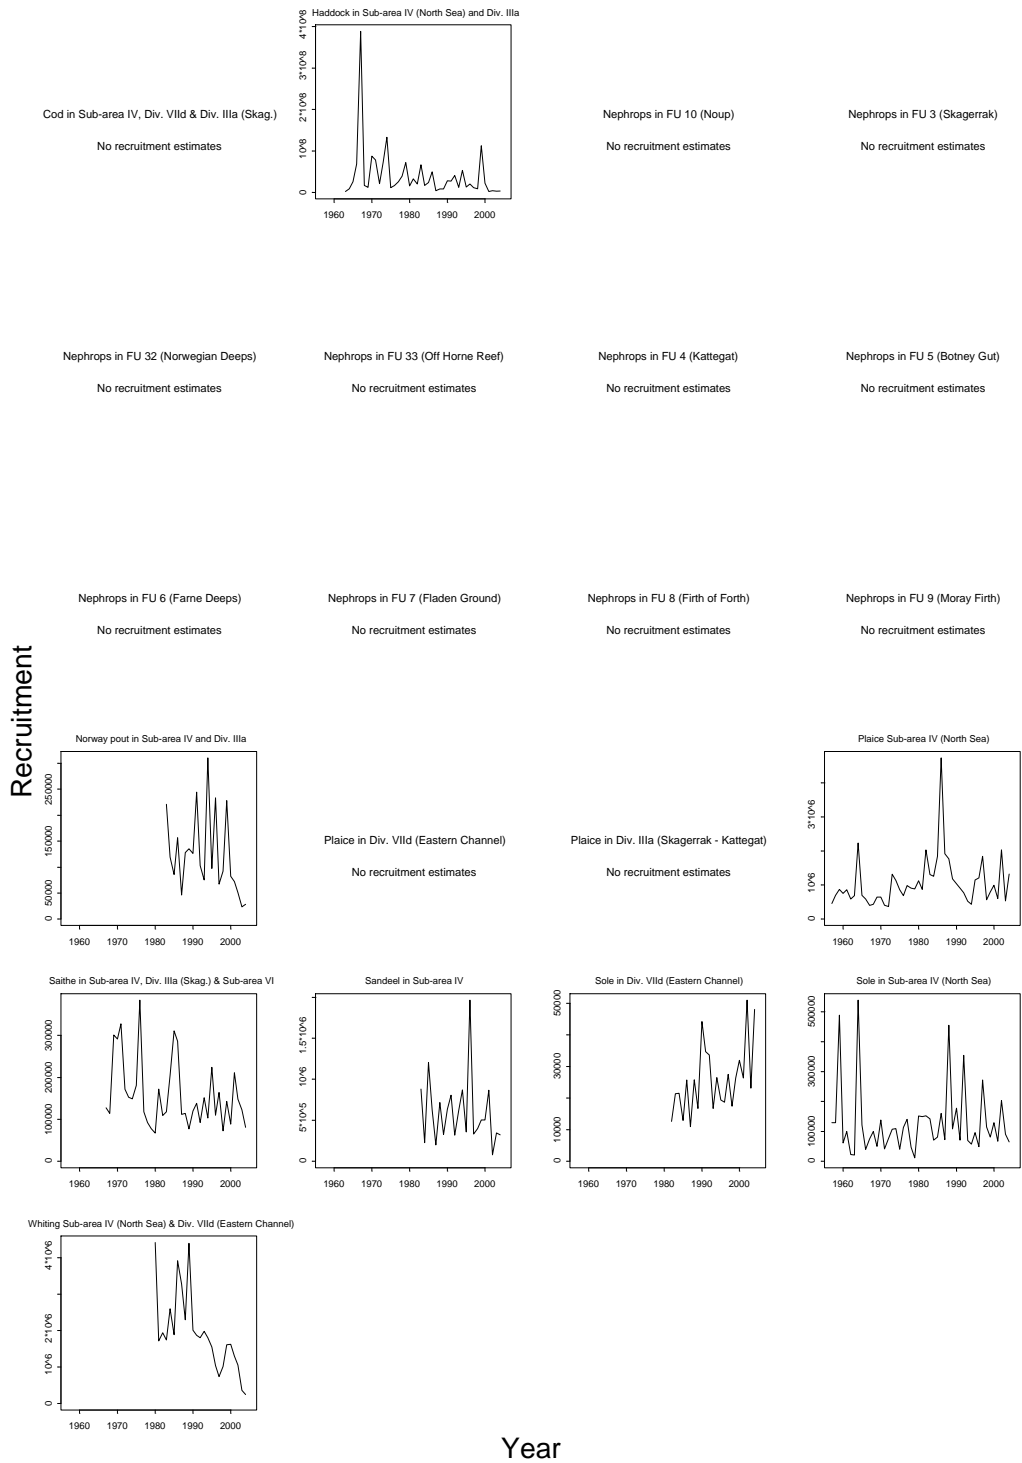 Haddock in Sub-area IV (North Sea) and Div. IIIa
0 10^8 2*10^8 3*10^8 4*10^8
1960 1970 1980 1990 2000
Cod in Sub-area IV, Div. VIId & Div. IIIa (Skag.)
No recruitment estimates
Nephrops in FU 10 (Noup)
No recruitment estimates
Nephrops in FU 3 (Skagerrak)
No recruitment estimates
Nephrops in FU 32 (Norwegian Deeps)
No recruitment estimates
Nephrops in FU 33 (Off Horne Reef)
No recruitment estimates
Nephrops in FU 4 (Kattegat)
No recruitment estimates
Nephrops in FU 5 (Botney Gut)
No recruitment estimates
Nephrops in FU 6 (Farne Deeps)
No recruitment estimates
Nephrops in FU 7 (Fladen Ground)
No recruitment estimates
Nephrops in FU 8 (Firth of Forth)
No recruitment estimates
Nephrops in FU 9 (Moray Firth)
No recruitment estimates
Recruitment
Norway pout in Sub-area IV and Div. IIIa
0 50000 150000 250000
1960 1970 1980 1990 2000
Plaice in Div. VIId (Eastern Channel)
No recruitment estimates
Plaice in Div. IIIa (Skagerrak - Kattegat)
No recruitment estimates
Plaice Sub-area IV (North Sea)
0 10^6 3*10^6
1960 1970 1980 1990 2000
Saithe in Sub-area IV, Div. IIIa (Skag.) & Sub-area VI
0 100000 200000 300000
1960 1970 1980 1990 2000
Sandeel in Sub-area IV
0 5*10^5 10^6 1.5*10^6
1960 1970 1980 1990 2000
Sole in Div. VIId (Eastern Channel)
0 10000 30000 50000
1960 1970 1980 1990 2000
Sole in Sub-area IV (North Sea)
0 100000 300000 500000
1960 1970 1980 1990 2000
Whiting Sub-area IV (North Sea) & Div. VIId (Eastern Channel)
0 10^6 2*10^6 4*10^6
1960 1970 1980 1990 2000
Year